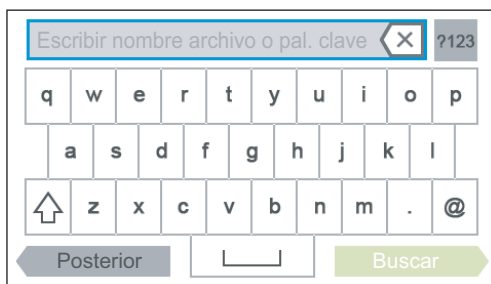 Escribir nombre archivo o pal. clave ?123
q w e r t y u i o p
a s d f g h j k l
z x c v b n m . @
Posterior Buscar